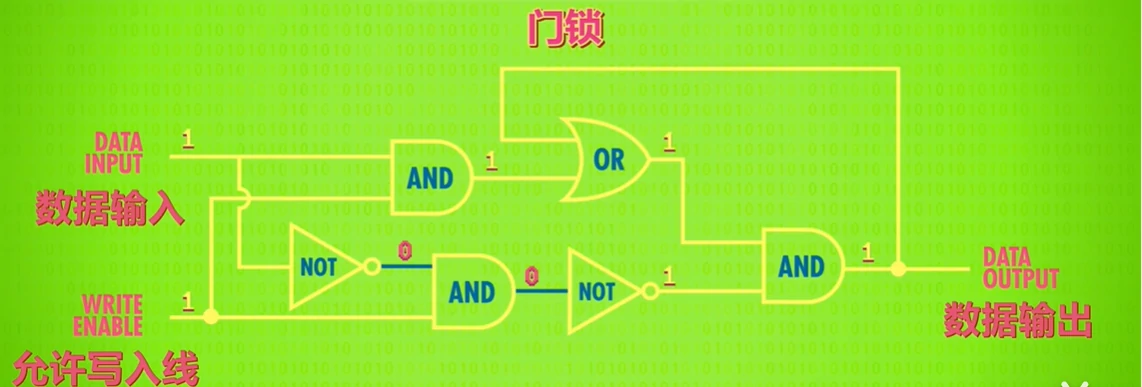 门锁
DATA
INPUT
1
数据输入
AND
1
OR
1
NOT
0
AND
0
NOT
1
AND
1
DATA
OUTPUT
数据输出
WRITE
ENABLE
1
允许写入线